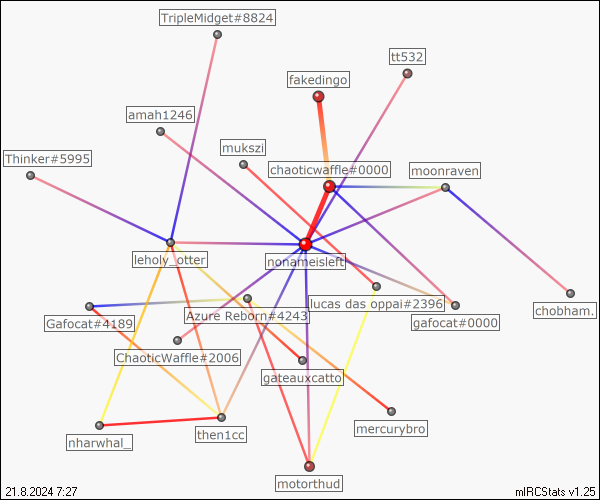 TripleMidget#8824
tt532
fakedingo
amah1246
mukszi
Thinker#5995
chaoticwaffle#0000
moonraven
leholy_otter
nonameisleft
lucas das oppai#2396
chobham.
Gafocat#4189
Azure Reborn#4243
gafocat#0000
ChaoticWaffle#2006
gateauxcatto
nharwhal_
then1cc
mercurybro
motorthud
21.8.2024 7:27
mIRCStats v1.25